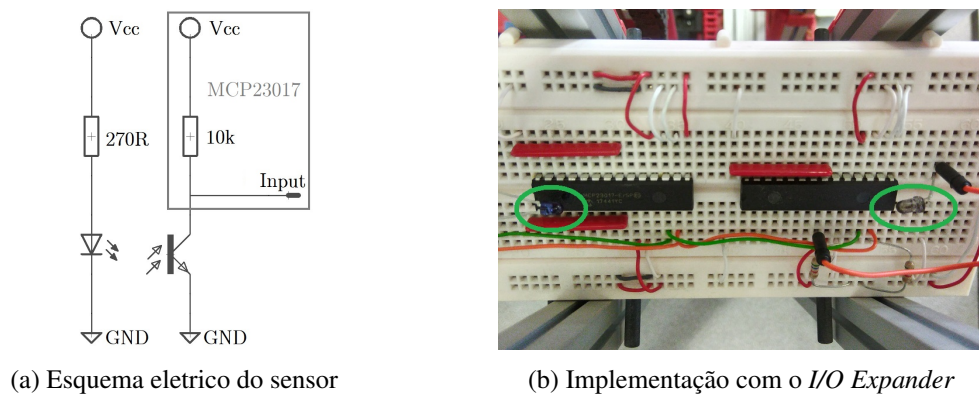 Vcc
Vcc
MCP23017
270R
10k
Input
GND
GND
(a) Esquema eletrico do sensor
(b) Implementação com o I/O Expander